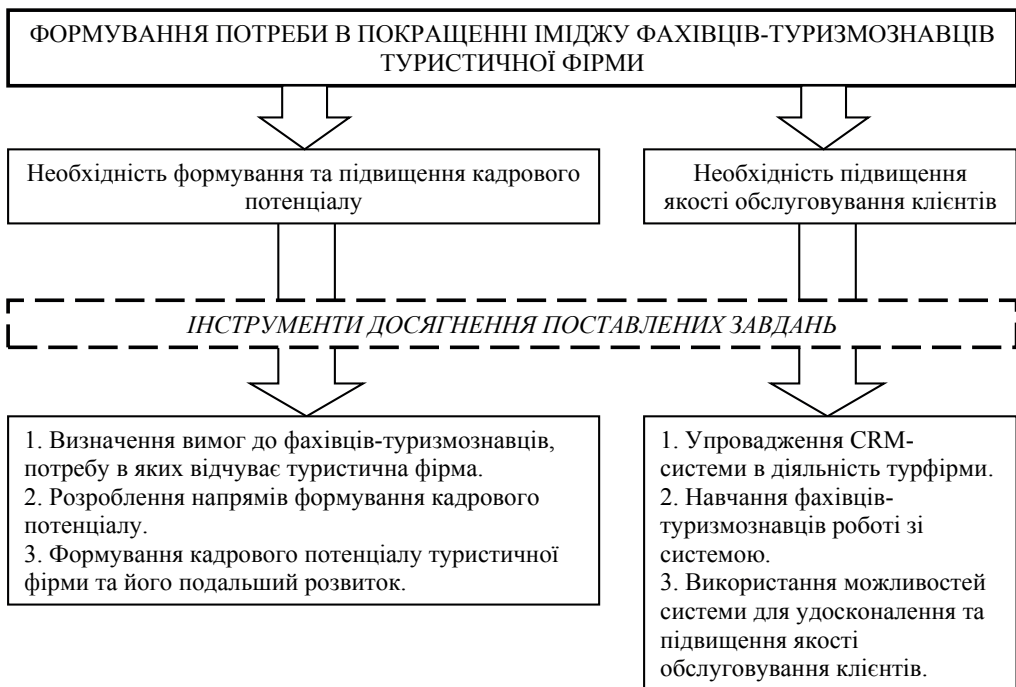 ФОРМУВАННЯ ПОТРЕБИ В ПОКРАЩЕННІ ІМІДЖУ ФАХІВЦІВ-ТУРИЗМОЗНАВЦІВ
ТУРИСТИЧНОЇ ФІРМИ
Необхідність формування та підвищення кадрового
потенціалу
Необхідність підвищення
якості обслуговування клієнтів
ІНСТРУМЕНТИ ДОСЯГНЕННЯ ПОСТАВЛЕНИХ ЗАВДАНЬ
1. Визначення вимог до фахівців-туризмознавців,
потребу в яких відчуває туристична фірма.
2. Розроблення напрямів формування кадрового
потенціалу.
3. Формування кадрового потенціалу туристичної
фірми та його подальший розвиток.
1. Упровадження CRM-
системи в діяльність турфірми.
2. Навчання фахівців-
туризмознавців роботі зі
системою.
3. Використання можливостей
системи для удосконалення та
підвищення якості
обслуговування клієнтів.